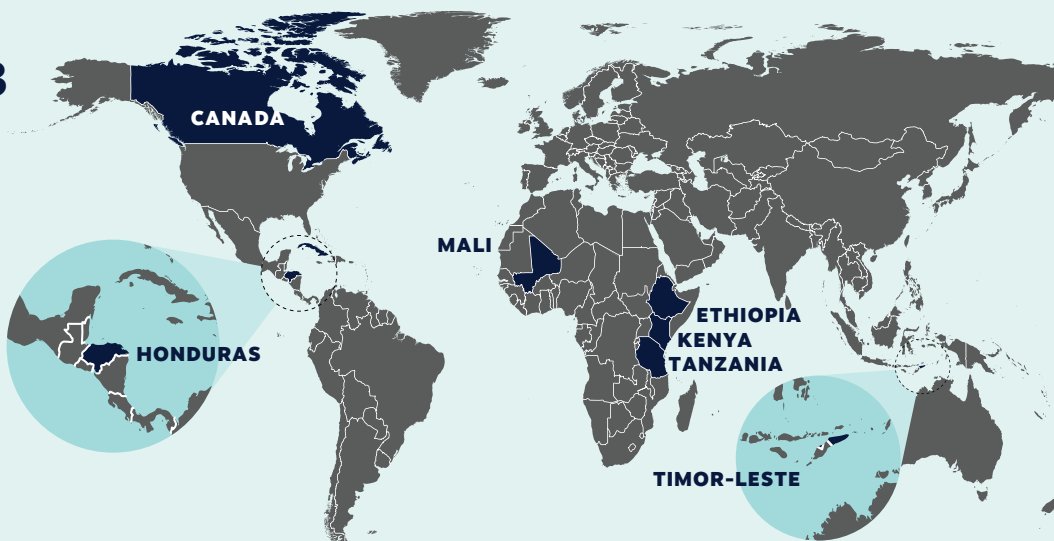 CANADA
MALI
ETHIOPIA
KENYA
TANZANIA
HONDURAS
TIMOR-LESTE